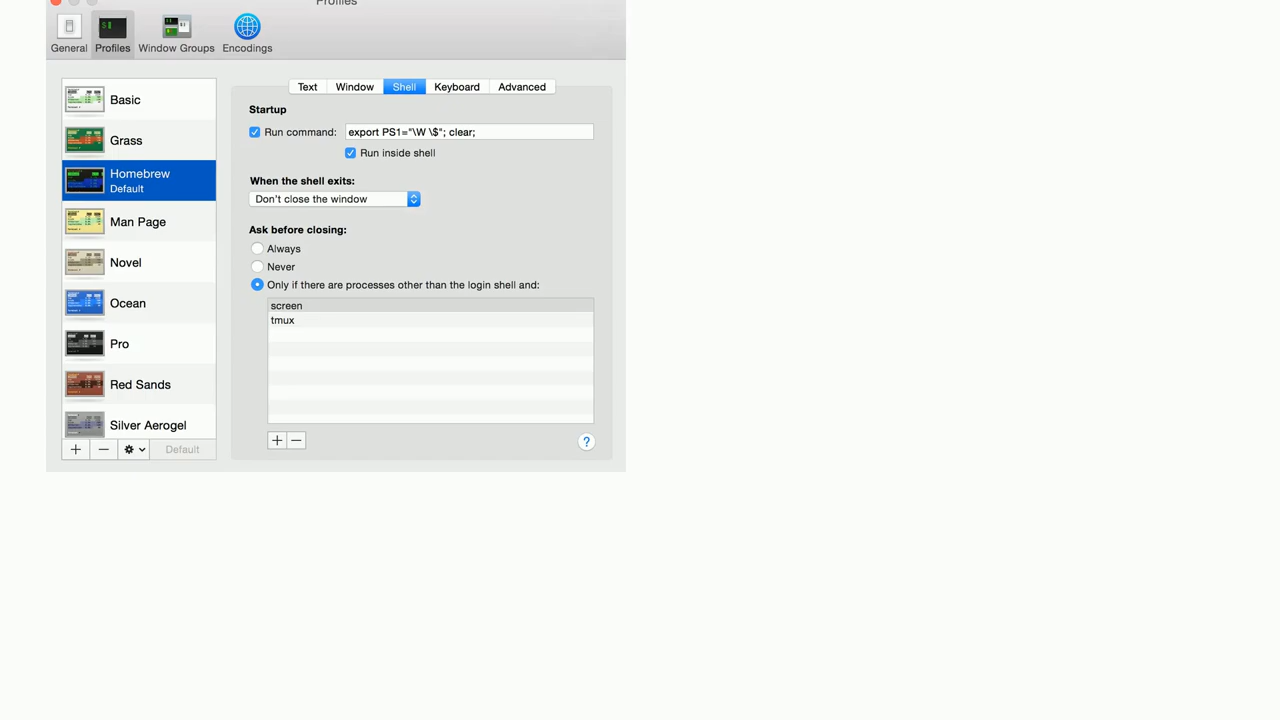 Profiles
General Profiles Window Groups Encodings
Text Window Shell Keyboard Advanced
Basic
Grass
Homebrew
Default
Man Page
Novel
Ocean
Pro
Red Sands
Silver Aerogel
+ − Default
Startup
Run command: export PS1="\W \$"; clear;
Run inside shell
When the shell exits:
Don't close the window
Ask before closing:
Always
Never
Only if there are processes other than the login shell and:
screen
tmux
+ − ?